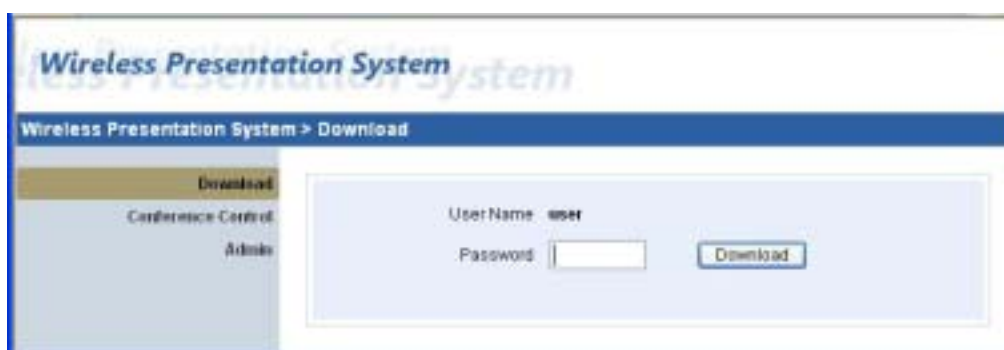 Wireless Presentation System
Wireless Presentation System > Download
Download
Conference Control
Admin
User Name user
Password
Download